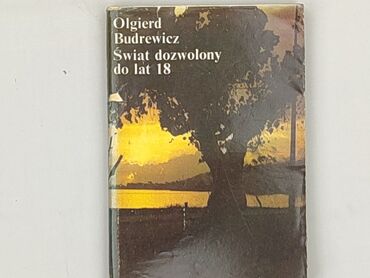 Olgierd
Budrewicz
Świat dozwolony
do lat 18